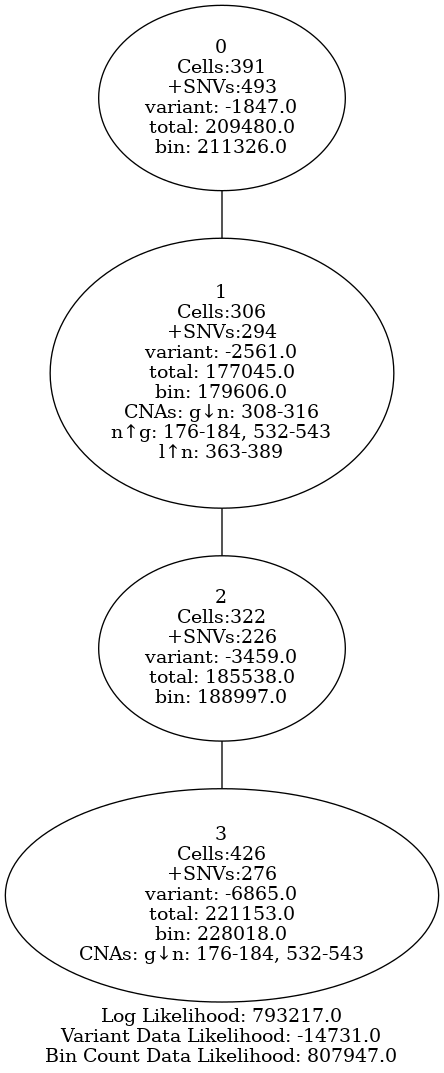 0
Cells:391
+SNVs:493
variant: -1847.0
total: 209480.0
bin: 211326.0
1
Cells:306
+SNVs:294
variant: -2561.0
total: 177045.0
bin: 179606.0
CNAs: g↓n: 308-316
n↑g: 176-184, 532-543
l↑n: 363-389
2
Cells:322
+SNVs:226
variant: -3459.0
total: 185538.0
bin: 188997.0
3
Cells:426
+SNVs:276
variant: -6865.0
total: 221153.0
bin: 228018.0
CNAs: g↓n: 176-184, 532-543
Log Likelihood: 793217.0
Variant Data Likelihood: -14731.0
Bin Count Data Likelihood: 807947.0